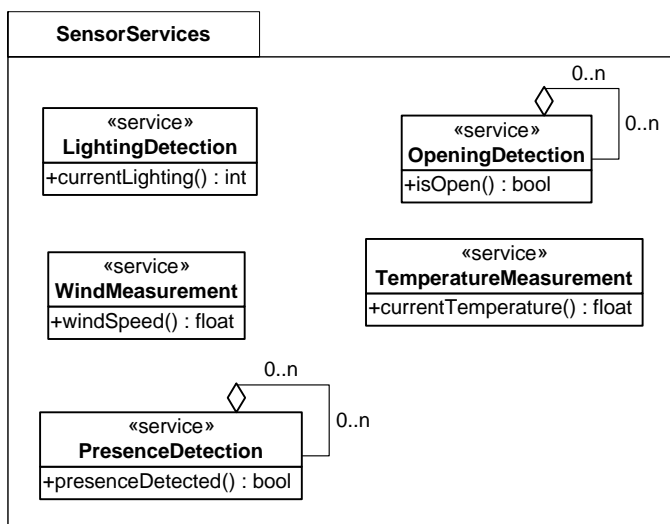 SensorServices
0..n
0..n
«service»
LightingDetection
+currentLighting() : int
«service»
OpeningDetection
+isOpen() : bool
«service»
WindMeasurement
+windSpeed() : float
«service»
TemperatureMeasurement
+currentTemperature() : float
0..n
0..n
«service»
PresenceDetection
+presenceDetected() : bool